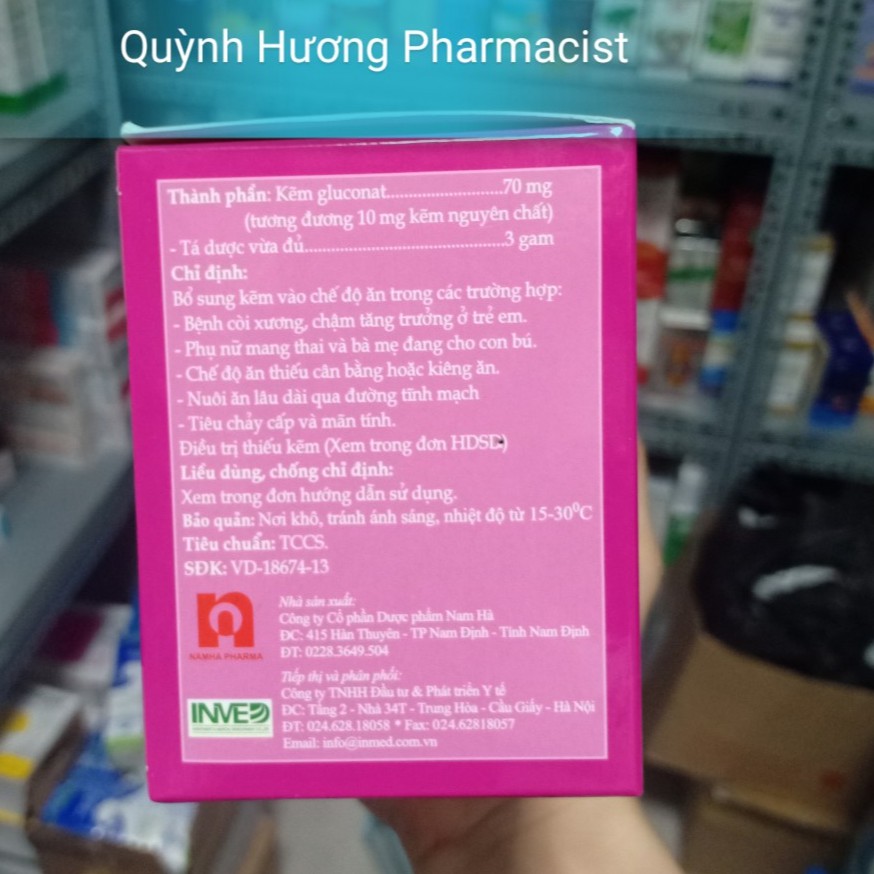 Quỳnh Hương Pharmacist
Thành phần: Kẽm gluconat..........................70 mg
(tương đương 10 mg kẽm nguyên chất)
- Tá dược vừa đủ.............................................3 gam
Chỉ định:
Bổ sung kẽm vào chế độ ăn trong các trường hợp:
- Bệnh còi xương, chậm tăng trưởng ở trẻ em.
- Phụ nữ mang thai và bà mẹ đang cho con bú.
- Chế độ ăn thiếu cân bằng hoặc kiêng ăn.
- Nuôi ăn lâu dài qua đường tĩnh mạch
- Tiêu chảy cấp và mãn tính.
Điều trị thiếu kẽm (Xem trong đơn HDSD)
Liều dùng, chống chỉ định:
Xem trong đơn hướng dẫn sử dụng.
Bảo quản: Nơi khô, tránh ánh sáng, nhiệt độ từ 15-30⁰C
Tiêu chuẩn: TCCS.
SĐK: VD-18674-13
Nhà sản xuất:
Công ty Cổ phần Dược phẩm Nam Hà
ĐC: 415 Hàn Thuyên - TP Nam Định - Tỉnh Nam Định
ĐT: 0228.3649.504
NAMHA PHARMA
Tiếp thị và phân phối:
Công ty TNHH Đầu tư & Phát triển Y tế
ĐC: Tầng 2 - Nhà 34T - Trung Hòa - Cầu Giấy - Hà Nội
ĐT: 024.628.18058 * Fax: 024.62818057
Email: info@inmed.com.vn
INVED